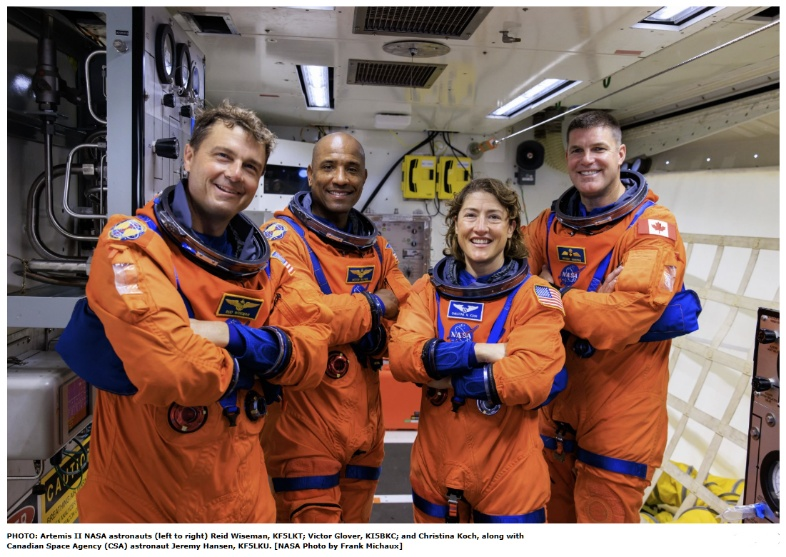 NASA
NASA
CAUTION
PHOTO: Artemis II NASA astronauts (left to right) Reid Wiseman, KF5LKT; Victor Glover, KI5BKC; and Christina Koch, along with
Canadian Space Agency (CSA) astronaut Jeremy Hansen, KF5LKU. [NASA Photo by Frank Michaux]